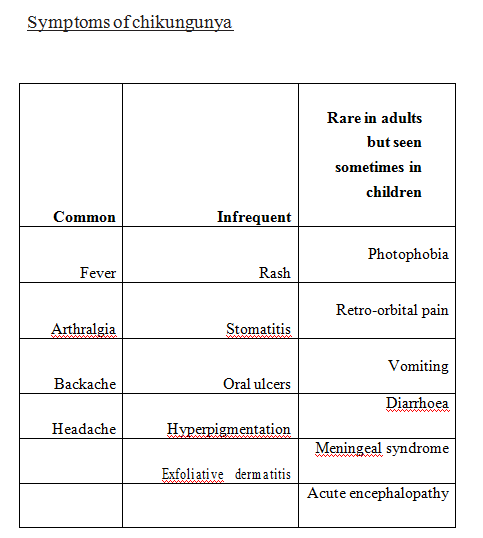 Symptoms of chikungunya
Rare in adults
but seen
sometimes in
children
Common Infrequent
Photophobia
Fever Rash
Retro-orbital pain
Arthralgia Stomatitis
Vomiting
Backache Oral ulcers
Diarrhoea
Headache Hyperpigmentation
Meningeal syndrome
Exfoliative dermatitis
Acute encephalopathy